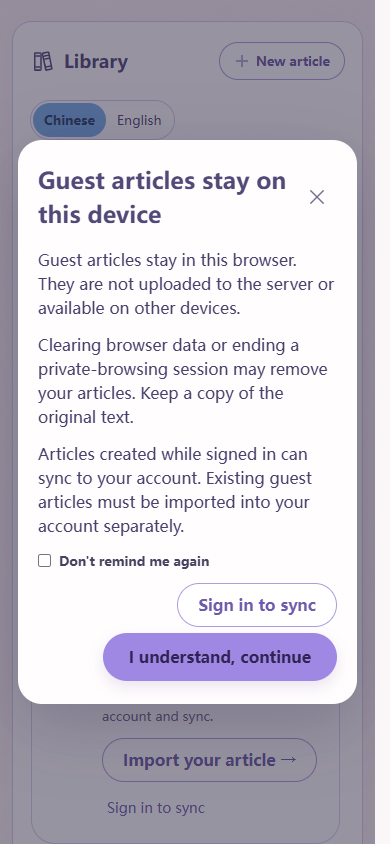 Library
New article
Chinese
English
Guest articles stay on
this device
Guest articles stay in this browser.
They are not uploaded to the server or
available on other devices.
Clearing browser data or ending a
private-browsing session may remove
your articles. Keep a copy of the
original text.
Articles created while signed in can
sync to your account. Existing guest
articles must be imported into your
account separately.
Don't remind me again
Sign in to sync
I understand, continue
account and sync.
Import your article →
Sign in to sync